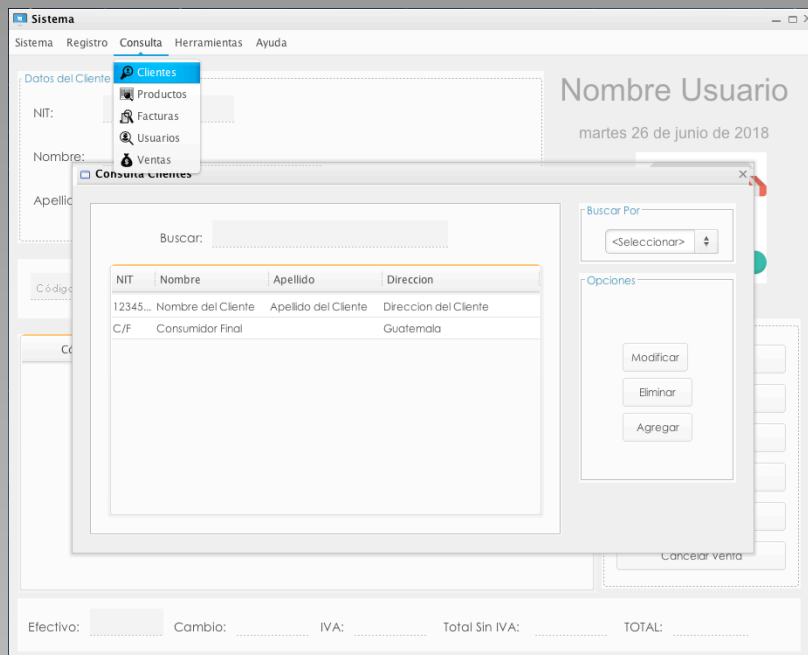 Sistema
Sistema Registro Consulta Herramientas Ayuda
Clientes
Productos
Facturas
Usuarios
Ventas
Datos del Cliente
NIT:
Nombre:
Nombre Usuario
martes 26 de junio de 2018
Consulta Clientes
Buscar:
NIT Nombre Apellido Direccion
12345... Nombre del Cliente Apellido del Cliente Direccion del Cliente
C/F Consumidor Final Guatemala
Buscar Por
<Seleccionar>
Opciones
Modificar
Eliminar
Agregar
Cancelar Venta
Efectivo: Cambio: IVA: Total Sin IVA: TOTAL: